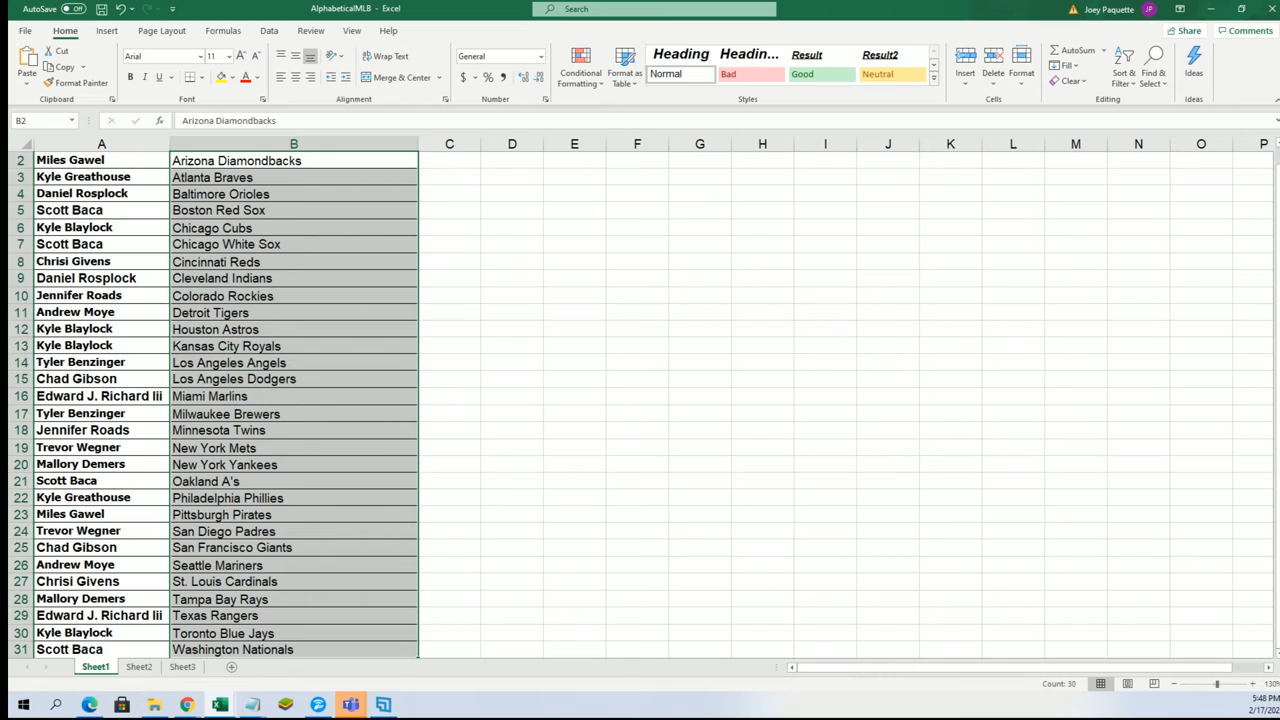 AutoSave Off AlphabeticalMLB - Excel Search Joey Paquette JP
File Home Insert Page Layout Formulas Data Review View Help Share Comments
Paste Cut Copy Format Painter Clipboard
Arial 11 A A B I U A Font
Wrap Text Merge & Center Alignment
General $ % Number
Conditional Formatting Format as Table
Heading Headin... Result Result2
Normal Bad Good Neutral
Styles
Insert Delete Format Cells
AutoSum Fill Clear Sort & Filter Find & Select Editing
Ideas Ideas
B2 fx Arizona Diamondbacks
A B C D E F G H I J K L M N O P
2 Miles Gawel Arizona Diamondbacks
3 Kyle Greathouse Atlanta Braves
4 Daniel Rosplock Baltimore Orioles
5 Scott Baca Boston Red Sox
6 Kyle Blaylock Chicago Cubs
7 Scott Baca Chicago White Sox
8 Chrisi Givens Cincinnati Reds
9 Daniel Rosplock Cleveland Indians
10 Jennifer Roads Colorado Rockies
11 Andrew Moye Detroit Tigers
12 Kyle Blaylock Houston Astros
13 Kyle Blaylock Kansas City Royals
14 Tyler Benzinger Los Angeles Angels
15 Chad Gibson Los Angeles Dodgers
16 Edward J. Richard Iii Miami Marlins
17 Tyler Benzinger Milwaukee Brewers
18 Jennifer Roads Minnesota Twins
19 Trevor Wegner New York Mets
20 Mallory Demers New York Yankees
21 Scott Baca Oakland A's
22 Kyle Greathouse Philadelphia Phillies
23 Miles Gawel Pittsburgh Pirates
24 Trevor Wegner San Diego Padres
25 Chad Gibson San Francisco Giants
26 Andrew Moye Seattle Mariners
27 Chrisi Givens St. Louis Cardinals
28 Mallory Demers Tampa Bay Rays
29 Edward J. Richard Iii Texas Rangers
30 Kyle Blaylock Toronto Blue Jays
31 Scott Baca Washington Nationals
Sheet1 Sheet2 Sheet3
Count: 30 130%
5:48 PM
2/17/202